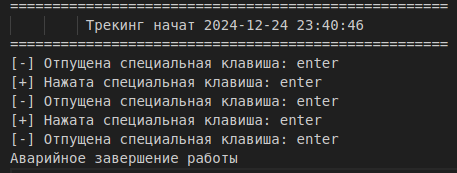 ====================================================
Трекинг начат 2024-12-24 23:40:46
====================================================
[-] Отпущена специальная клавиша: enter
[+] Нажата специальная клавиша: enter
[-] Отпущена специальная клавиша: enter
[+] Нажата специальная клавиша: enter
[-] Отпущена специальная клавиша: enter
Аварийное завершение работы